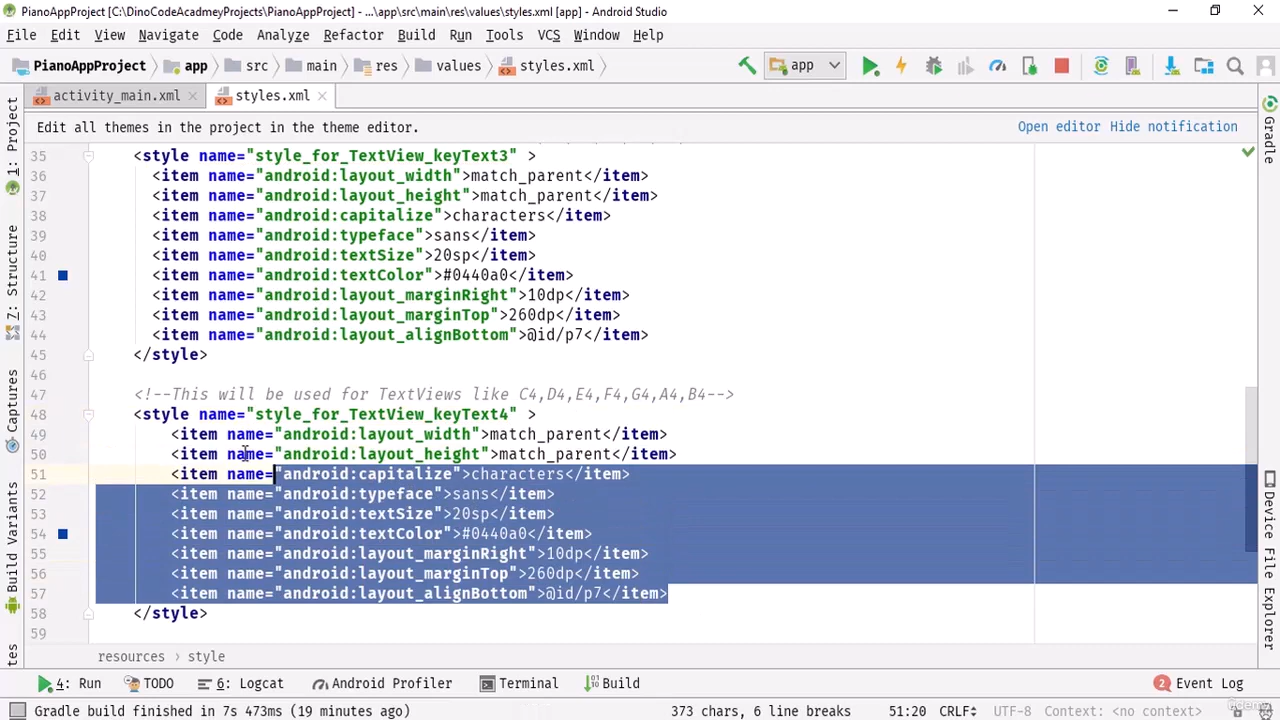 PianoAppProject [C:\DinoCodeAcadmeyProjects\PianoAppProject] - ...\app\src\main\res\values\styles.xml [app] - Android Studio
File Edit View Navigate Code Analyze Refactor Build Run Tools VCS Window Help
PianoAppProject app src main res values styles.xml app
activity_main.xml styles.xml
Edit all themes in the project in the theme editor. Open editor Hide notification
35 <style name="style_for_TextView_keyText3" >
36 <item name="android:layout_width">match_parent</item>
37 <item name="android:layout_height">match_parent</item>
38 <item name="android:capitalize">characters</item>
39 <item name="android:typeface">sans</item>
40 <item name="android:textSize">20sp</item>
41 <item name="android:textColor">#0440a0</item>
42 <item name="android:layout_marginRight">10dp</item>
43 <item name="android:layout_marginTop">260dp</item>
44 <item name="android:layout_alignBottom">@id/p7</item>
45 </style>
46
47 <!--This will be used for TextViews like C4,D4,E4,F4,G4,A4,B4-->
48 <style name="style_for_TextView_keyText4" >
49 <item name="android:layout_width">match_parent</item>
50 <item name="android:layout_height">match_parent</item>
51 <item name="android:capitalize">characters</item>
52 <item name="android:typeface">sans</item>
53 <item name="android:textSize">20sp</item>
54 <item name="android:textColor">#0440a0</item>
55 <item name="android:layout_marginRight">10dp</item>
56 <item name="android:layout_marginTop">260dp</item>
57 <item name="android:layout_alignBottom">@id/p7</item>
58 </style>
59
resources › style
1: Project
7: Structure
Captures
Build Variants
Gradle
Device File Explorer
4: Run TODO 6: Logcat Android Profiler Terminal Build 2 Event Log
Gradle build finished in 7s 473ms (19 minutes ago) 373 chars, 6 line breaks 51:20 CRLF UTF-8 Context: <no context>